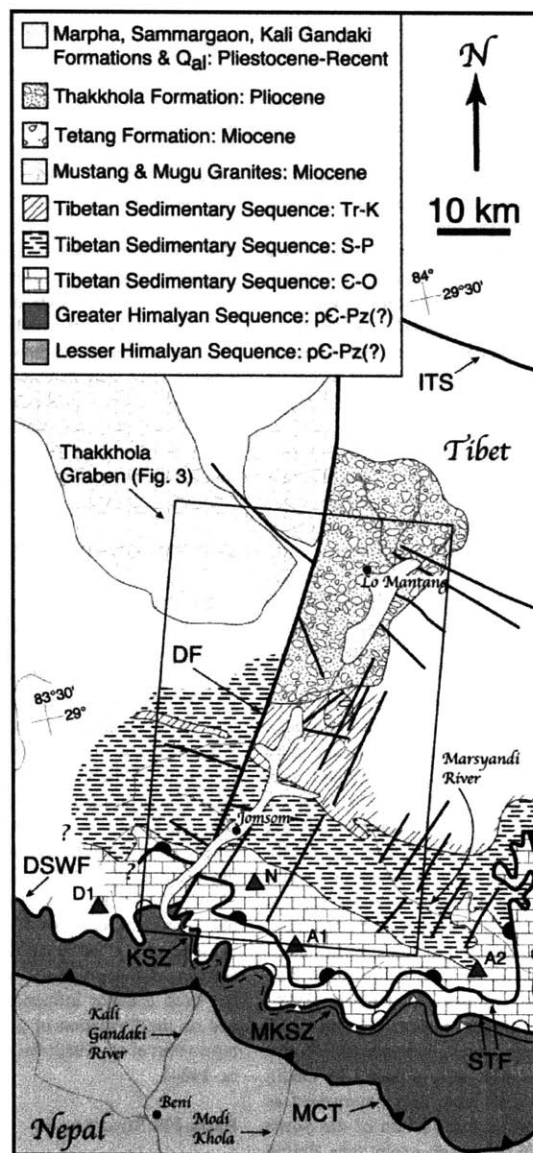 Marpha, Sammargaon, Kali Gandaki
Formations & Qal: Pliestocene-Recent
Thakkhola Formation: Pliocene
Tetang Formation: Miocene
Mustang & Mugu Granites: Miocene
Tibetan Sedimentary Sequence: Tr-K
Tibetan Sedimentary Sequence: S-P
Tibetan Sedimentary Sequence: Є-O
Greater Himalyan Sequence: pЄ-Pz(?)
Lesser Himalyan Sequence: pЄ-Pz(?)
N
10 km
84°
29°30'
ITS
Tibet
Thakkhola
Graben (Fig. 3)
Lo Mantang
DF
83°30'
29°
Marsyandi
River
Jomsom
?
?
DSWF
D1
N
KSZ
A1
A2
Kali
Gandaki
River
MKSZ
STF
Beni
Modi
Khola
MCT
Nepal